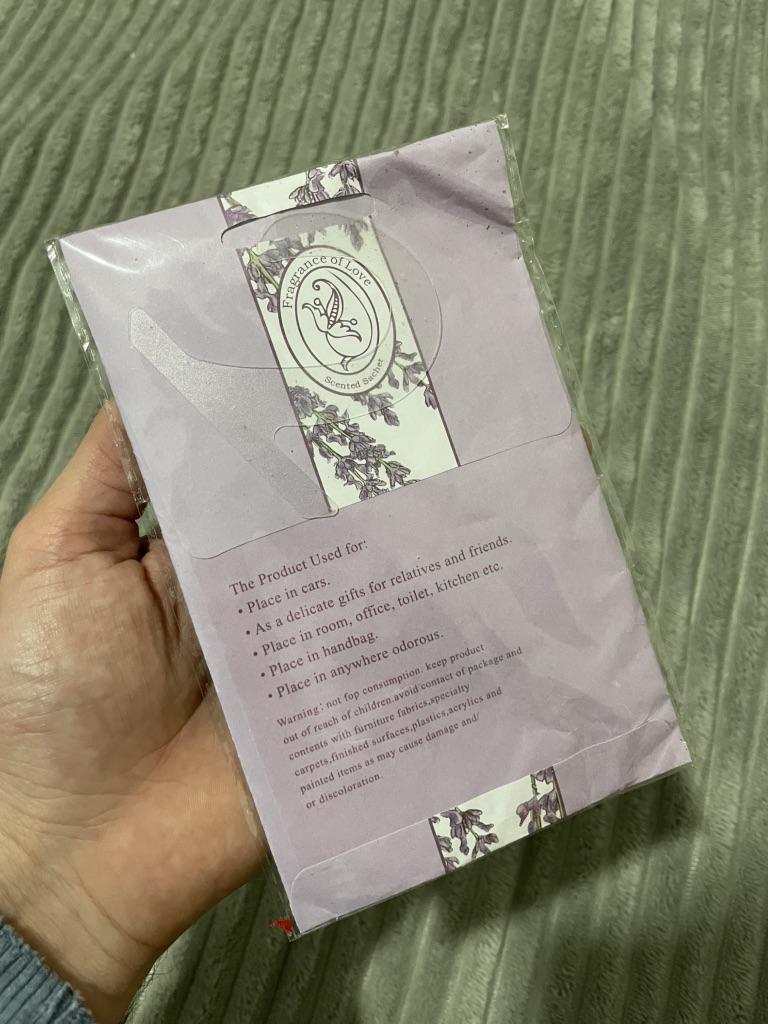 Fragrance of Love
Scented Sachet
The Product Used for:
• Place in cars.
• As a delicate gifts for relatives and friends.
• Place in room, office, toilet, kitchen etc.
• Place in handbag.
• Place in anywhere odorous.
Warning: not fop consumption. keep product
out of reach of children.avoid contact of package and
contents with furniture fabrics,specialty
carpets,finished surfaces,plastics,acrylics and
painted items as may cause damage and/
or discoloration.